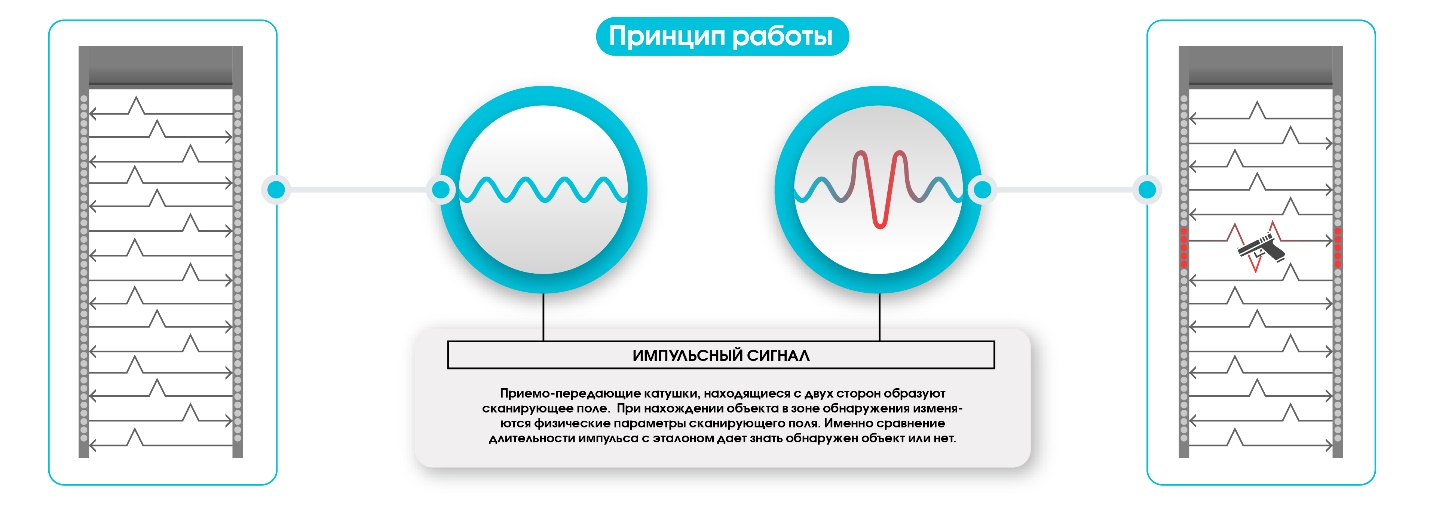 Принцип работы
ИМПУЛЬСНЫЙ СИГНАЛ
Приемо-передающие катушки, находящиеся с двух сторон образуют
сканирующее поле. При нахождении объекта в зоне обнаружения изменя-
ются физические параметры сканирующего поля. Именно сравнение
длительности импульса с эталоном дает знать обнаружен объект или нет.